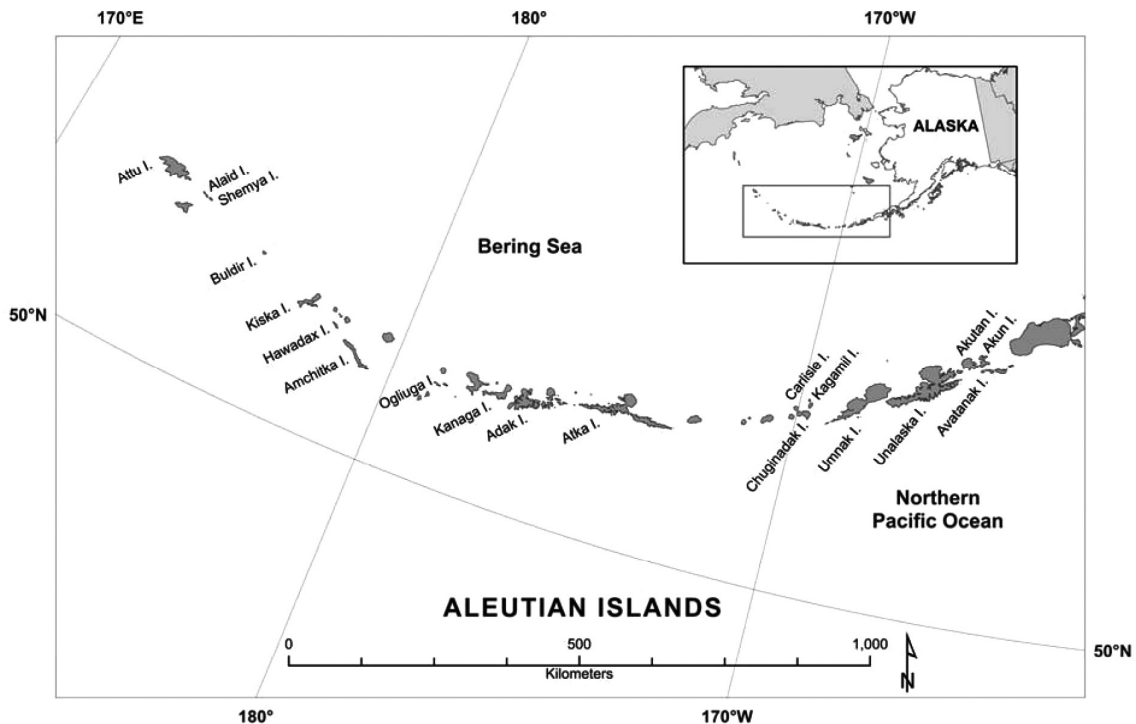 170°E
180°
170°W
ALASKA
Attu I.
Alaid I.
Shemya I.
Bering Sea
Buldir I.
50°N
Kiska I.
Hawadax I.
Amchitka I.
Ogliuga I.
Kanaga I.
Adak I.
Atka I.
Carlisle I.
Kagamil I.
Akutan I.
Akun I.
Chuginadak I.
Umnak I.
Unalaska I.
Avatanak I.
Northern
Pacific Ocean
ALEUTIAN ISLANDS
0
500
1,000
Kilometers
N
50°N
180°
170°W